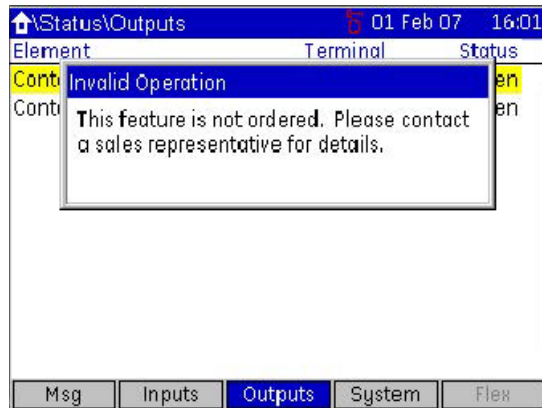 \Status\Outputs 01 Feb 07 16:01
Element Terminal Status
Invalid Operation
This feature is not ordered. Please contact
a sales representative for details.
Msg Inputs Outputs System Flex